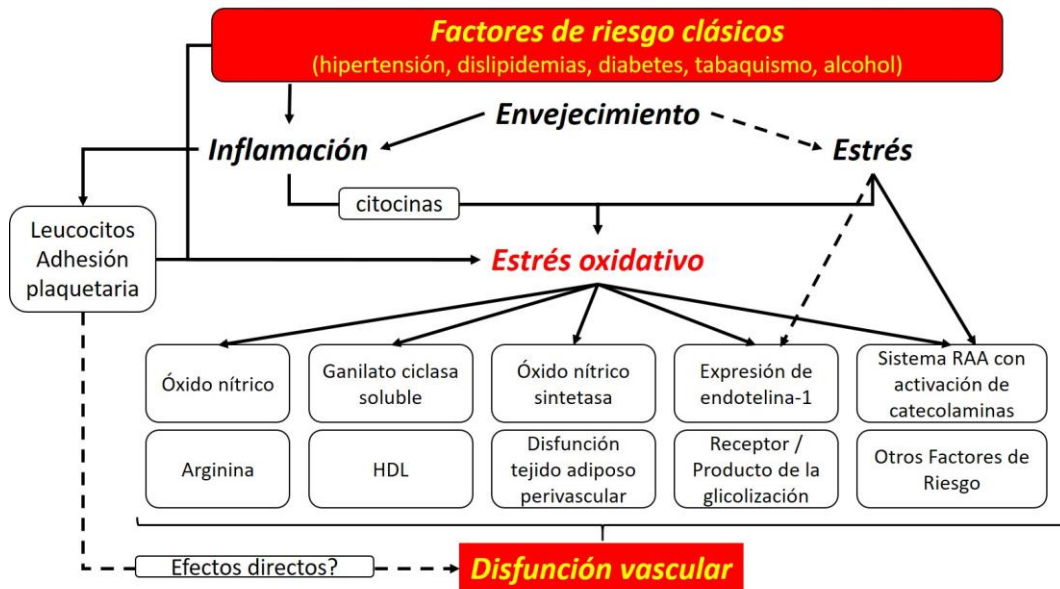 Factores de riesgo clásicos
(hipertensión, dislipidemias, diabetes, tabaquismo, alcohol)
Envejecimiento
Inflamación
Estrés
citocinas
Leucocitos
Adhesión
plaquetaria
Estrés oxidativo
Óxido nítrico
Ganilato ciclasa
soluble
Óxido nítrico
sintetasa
Expresión de
endotelina-1
Sistema RAA con
activación de
catecolaminas
Arginina
HDL
Disfunción
tejido adiposo
perivascular
Receptor /
Producto de la
glicolización
Otros Factores de
Riesgo
Efectos directos?
Disfunción vascular